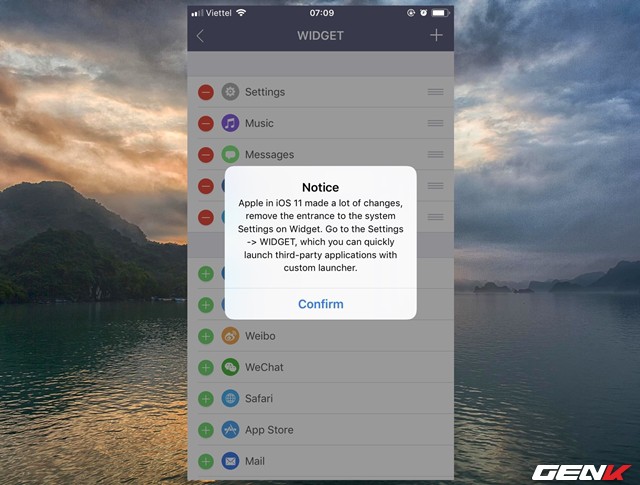 Viettel 07:09
WIDGET
Settings
Music
Messages
Notice
Apple in iOS 11 made a lot of changes,
remove the entrance to the system
Settings on Widget. Go to the Settings
-> WIDGET, which you can quickly
launch third-party applications with
custom launcher.
Confirm
Weibo
WeChat
Safari
App Store
Mail
GENK